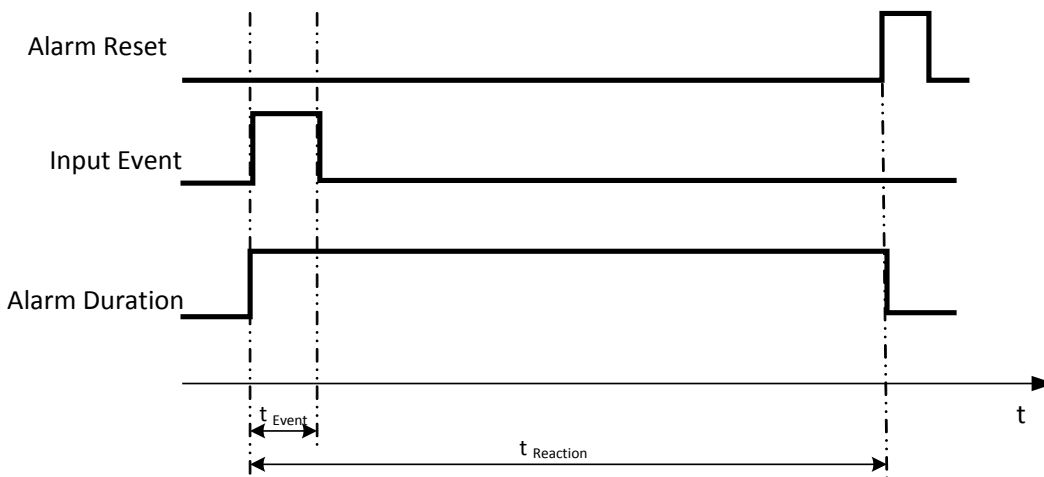 Alarm Reset
Input Event
Alarm Duration
t
t Event
t Reaction